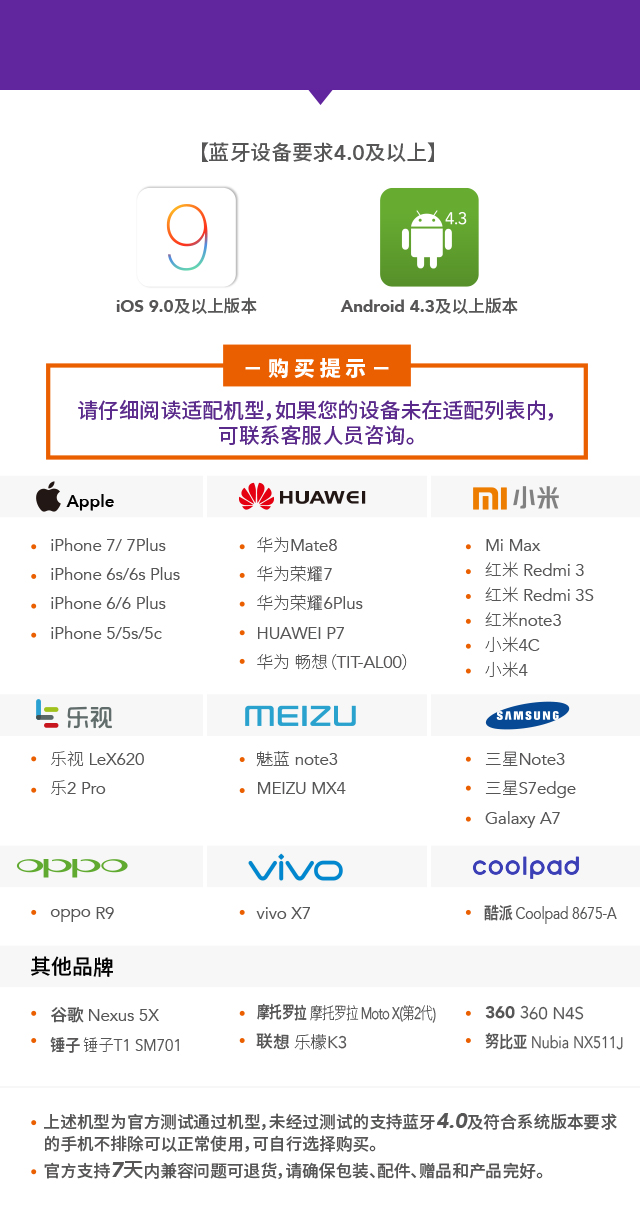 【蓝牙设备要求4.0及以上】
9
4.3
iOS 9.0及以上版本
Android 4.3及以上版本
— 购买提示 —
请仔细阅读适配机型，如果您的设备未在适配列表内，
可联系客服人员咨询。
Apple
HUAWEI
小米
iPhone 7/ 7Plus
iPhone 6s/6s Plus
iPhone 6/6 Plus
iPhone 5/5s/5c
华为Mate8
华为荣耀7
华为荣耀6Plus
HUAWEI P7
华为 畅想（TIT-AL00）
Mi Max
红米 Redmi 3
红米 Redmi 3S
红米note3
小米4C
小米4
乐视
MEIZU
SAMSUNG
乐视 LeX620
乐2 Pro
魅蓝 note3
MEIZU MX4
三星Note3
三星S7edge
Galaxy A7
oppo
vivo
coolpad
oppo R9
vivo X7
酷派 Coolpad 8675-A
其他品牌
谷歌 Nexus 5X
锤子 锤子T1 SM701
摩托罗拉 摩托罗拉 Moto X(第2代)
联想 乐檬K3
360 360 N4S
努比亚 Nubia NX511J
上述机型为官方测试通过机型，未经过测试的支持蓝牙4.0及符合系统版本要求
的手机不排除可以正常使用，可自行选择购买。
官方支持7天内兼容问题可退货，请确保包装、配件、赠品和产品完好。